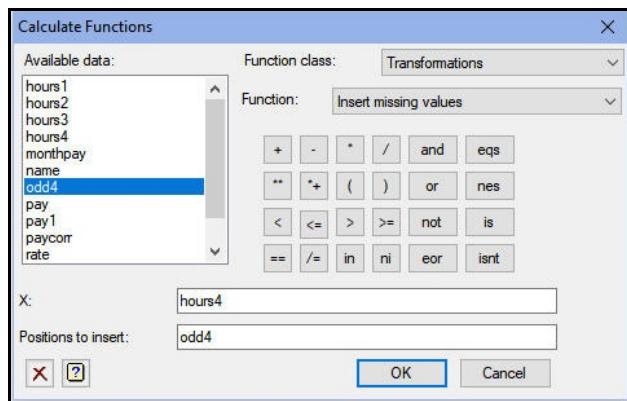 Calculate Functions
Available data:
Function class: Transformations
Function: Insert missing values
hours1
hours2
hours3
hours4
monthpay
name
odd4
pay
pay1
paycorr
rate
+ - * / and eqs
** *+ ( ) or nes
< <= > >= not is
== /= in ni eor isnt
X: hours4
Positions to insert: odd4
OK Cancel